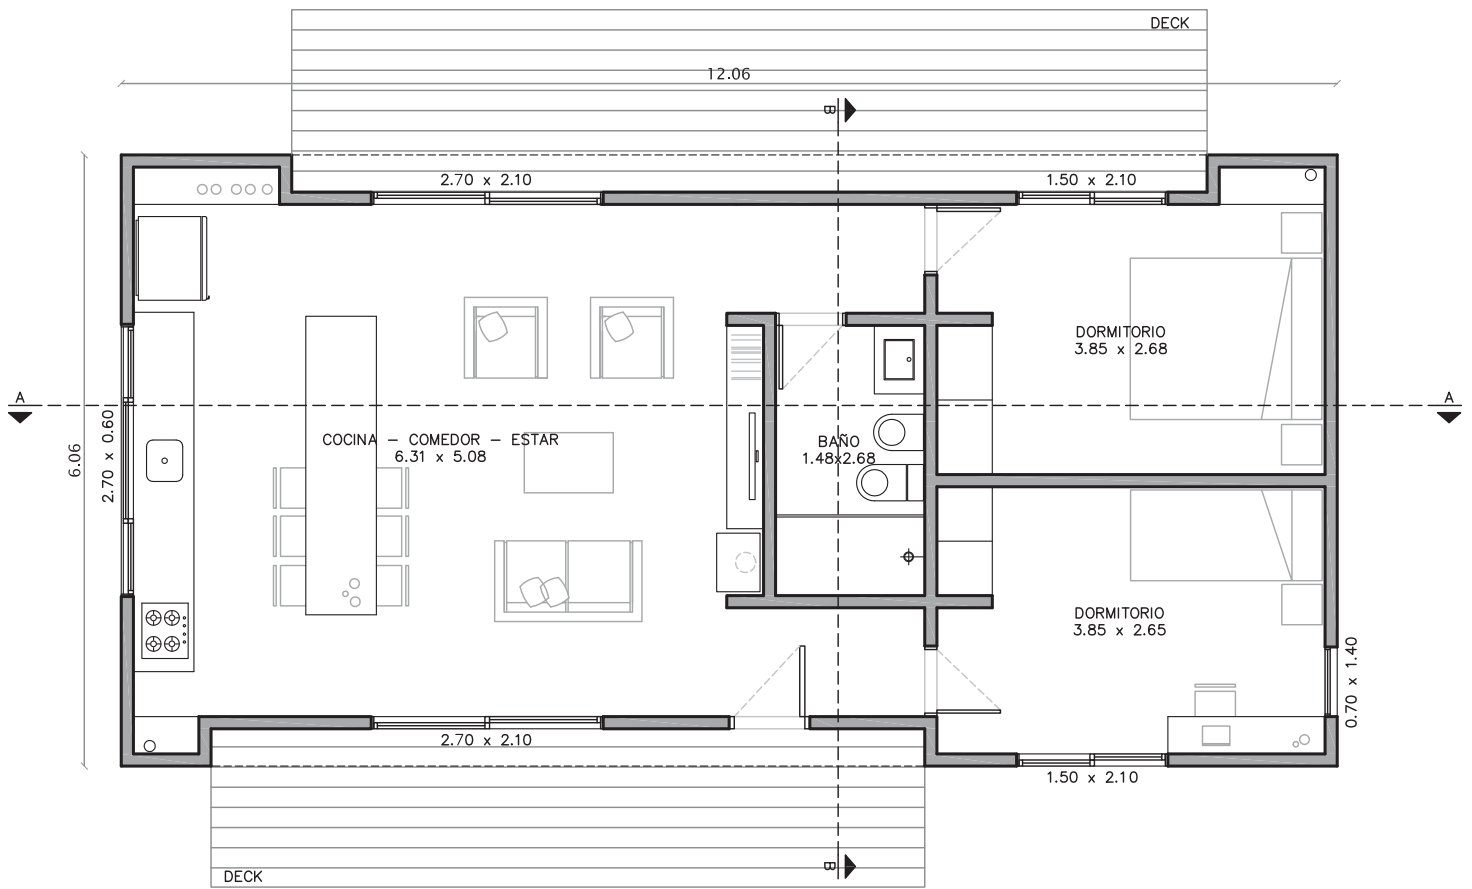 DECK
12.06
B
2.70 x 2.10
1.50 x 2.10
DORMITORIO
3.85 x 2.68
A
A
6.06
2.70 x 0.60
COCINA – COMEDOR – ESTAR
6.31 x 5.08
BAÑO
1.48x2.68
DORMITORIO
3.85 x 2.65
0.70 x 1.40
2.70 x 2.10
1.50 x 2.10
B
DECK